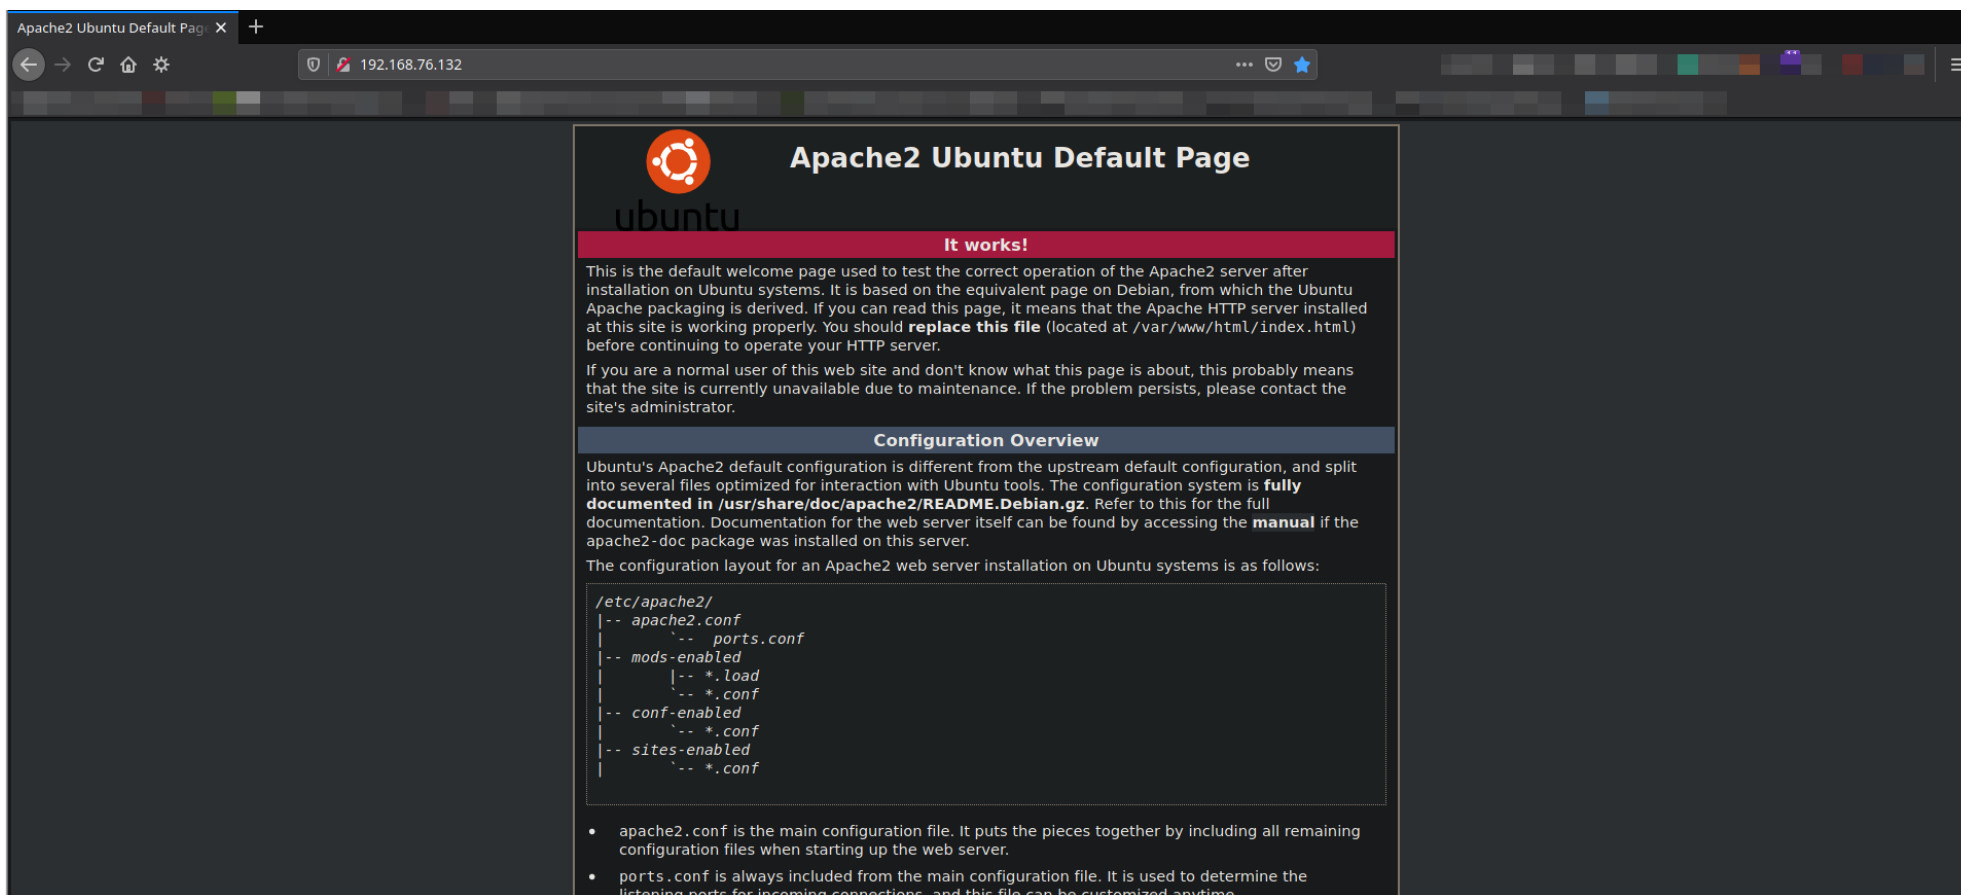 Apache2 Ubuntu Default Pag
192.168.76.132
Apache2 Ubuntu Default Page
ubuntu
It works!
This is the default welcome page used to test the correct operation of the Apache2 server after
installation on Ubuntu systems. It is based on the equivalent page on Debian, from which the Ubuntu
Apache packaging is derived. If you can read this page, it means that the Apache HTTP server installed
at this site is working properly. You should replace this file (located at /var/www/html/index.html)
before continuing to operate your HTTP server.
If you are a normal user of this web site and don't know what this page is about, this probably means
that the site is currently unavailable due to maintenance. If the problem persists, please contact the
site's administrator.
Configuration Overview
Ubuntu's Apache2 default configuration is different from the upstream default configuration, and split
into several files optimized for interaction with Ubuntu tools. The configuration system is fully
documented in /usr/share/doc/apache2/README.Debian.gz. Refer to this for the full
documentation. Documentation for the web server itself can be found by accessing the manual if the
apache2-doc package was installed on this server.
The configuration layout for an Apache2 web server installation on Ubuntu systems is as follows:
/etc/apache2/
|-- apache2.conf
|       `--  ports.conf
|-- mods-enabled
|       |-- *.load
|       `-- *.conf
|-- conf-enabled
|       `-- *.conf
|-- sites-enabled
|       `-- *.conf
• apache2.conf is the main configuration file. It puts the pieces together by including all remaining
configuration files when starting up the web server.
• ports.conf is always included from the main configuration file. It is used to determine the
listening ports for incoming connections, and this file can be customized anytime.